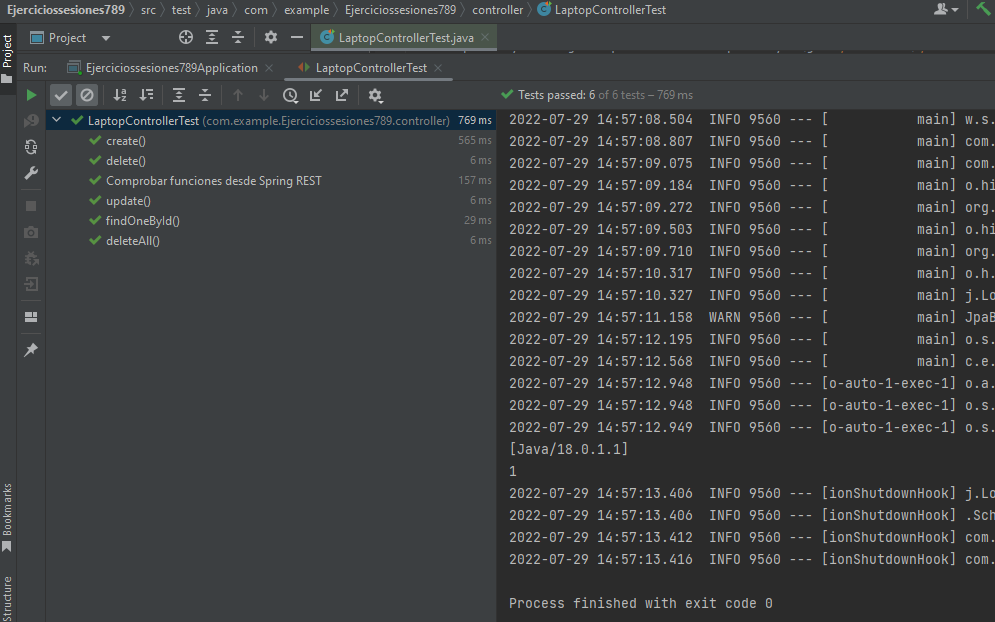 Ejerciciossesiones789 〉 src 〉 test 〉 java 〉 com 〉 example 〉 Ejerciciossesiones789 〉 controller 〉 LaptopControllerTest
Project
LaptopControllerTest.java
Run:
Ejerciciossesiones789Application
LaptopControllerTest
Tests passed: 6 of 6 tests – 769 ms
LaptopControllerTest (com.example.Ejerciciossesiones789.controller) 769 ms
create() 565 ms
delete() 6 ms
Comprobar funciones desde Spring REST 157 ms
update() 6 ms
findOneById() 29 ms
deleteAll() 6 ms
2022-07-29 14:57:08.504  INFO 9560 --- [           main] w.s.
2022-07-29 14:57:08.807  INFO 9560 --- [           main] com.
2022-07-29 14:57:09.075  INFO 9560 --- [           main] com.
2022-07-29 14:57:09.184  INFO 9560 --- [           main] o.hi
2022-07-29 14:57:09.272  INFO 9560 --- [           main] org.
2022-07-29 14:57:09.503  INFO 9560 --- [           main] o.hi
2022-07-29 14:57:09.710  INFO 9560 --- [           main] org.
2022-07-29 14:57:10.317  INFO 9560 --- [           main] o.h.
2022-07-29 14:57:10.327  INFO 9560 --- [           main] j.Lo
2022-07-29 14:57:11.158  WARN 9560 --- [           main] JpaB
2022-07-29 14:57:12.195  INFO 9560 --- [           main] o.s.
2022-07-29 14:57:12.568  INFO 9560 --- [           main] c.e.
2022-07-29 14:57:12.948  INFO 9560 --- [o-auto-1-exec-1] o.a.
2022-07-29 14:57:12.948  INFO 9560 --- [o-auto-1-exec-1] o.s.
2022-07-29 14:57:12.949  INFO 9560 --- [o-auto-1-exec-1] o.s.
[Java/18.0.1.1]
1
2022-07-29 14:57:13.406  INFO 9560 --- [ionShutdownHook] j.Lo
2022-07-29 14:57:13.406  INFO 9560 --- [ionShutdownHook] .Sch
2022-07-29 14:57:13.412  INFO 9560 --- [ionShutdownHook] com.
2022-07-29 14:57:13.416  INFO 9560 --- [ionShutdownHook] com.
Process finished with exit code 0
Project
Bookmarks
Structure